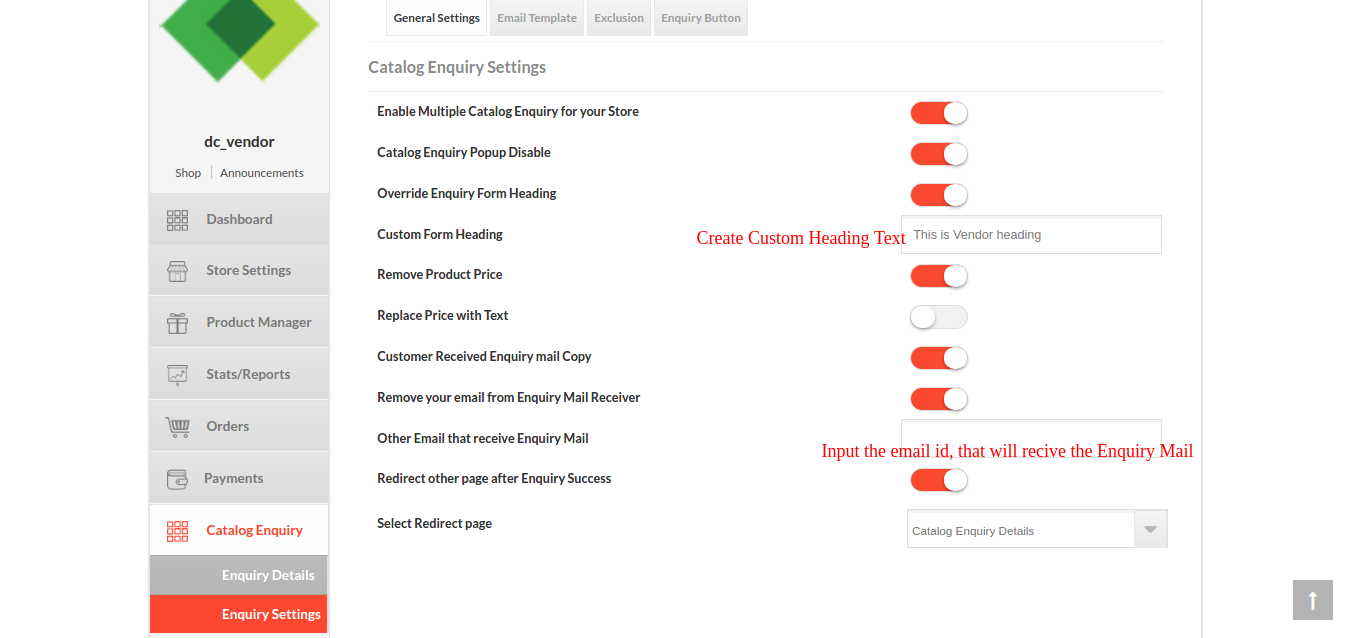 General Settings
Email Template
Exclusion
Enquiry Button
Catalog Enquiry Settings
dc_vendor
Shop
Announcements
Dashboard
Store Settings
Product Manager
Stats/Reports
Orders
Payments
Catalog Enquiry
Enquiry Details
Enquiry Settings
Enable Multiple Catalog Enquiry for your Store
Catalog Enquiry Popup Disable
Override Enquiry Form Heading
Custom Form Heading
Create Custom Heading Text
This is Vendor heading
Remove Product Price
Replace Price with Text
Customer Received Enquiry mail Copy
Remove your email from Enquiry Mail Receiver
Other Email that receive Enquiry Mail
Input the email id, that will recive the Enquiry Mail
Redirect other page after Enquiry Success
Select Redirect page
Catalog Enquiry Details